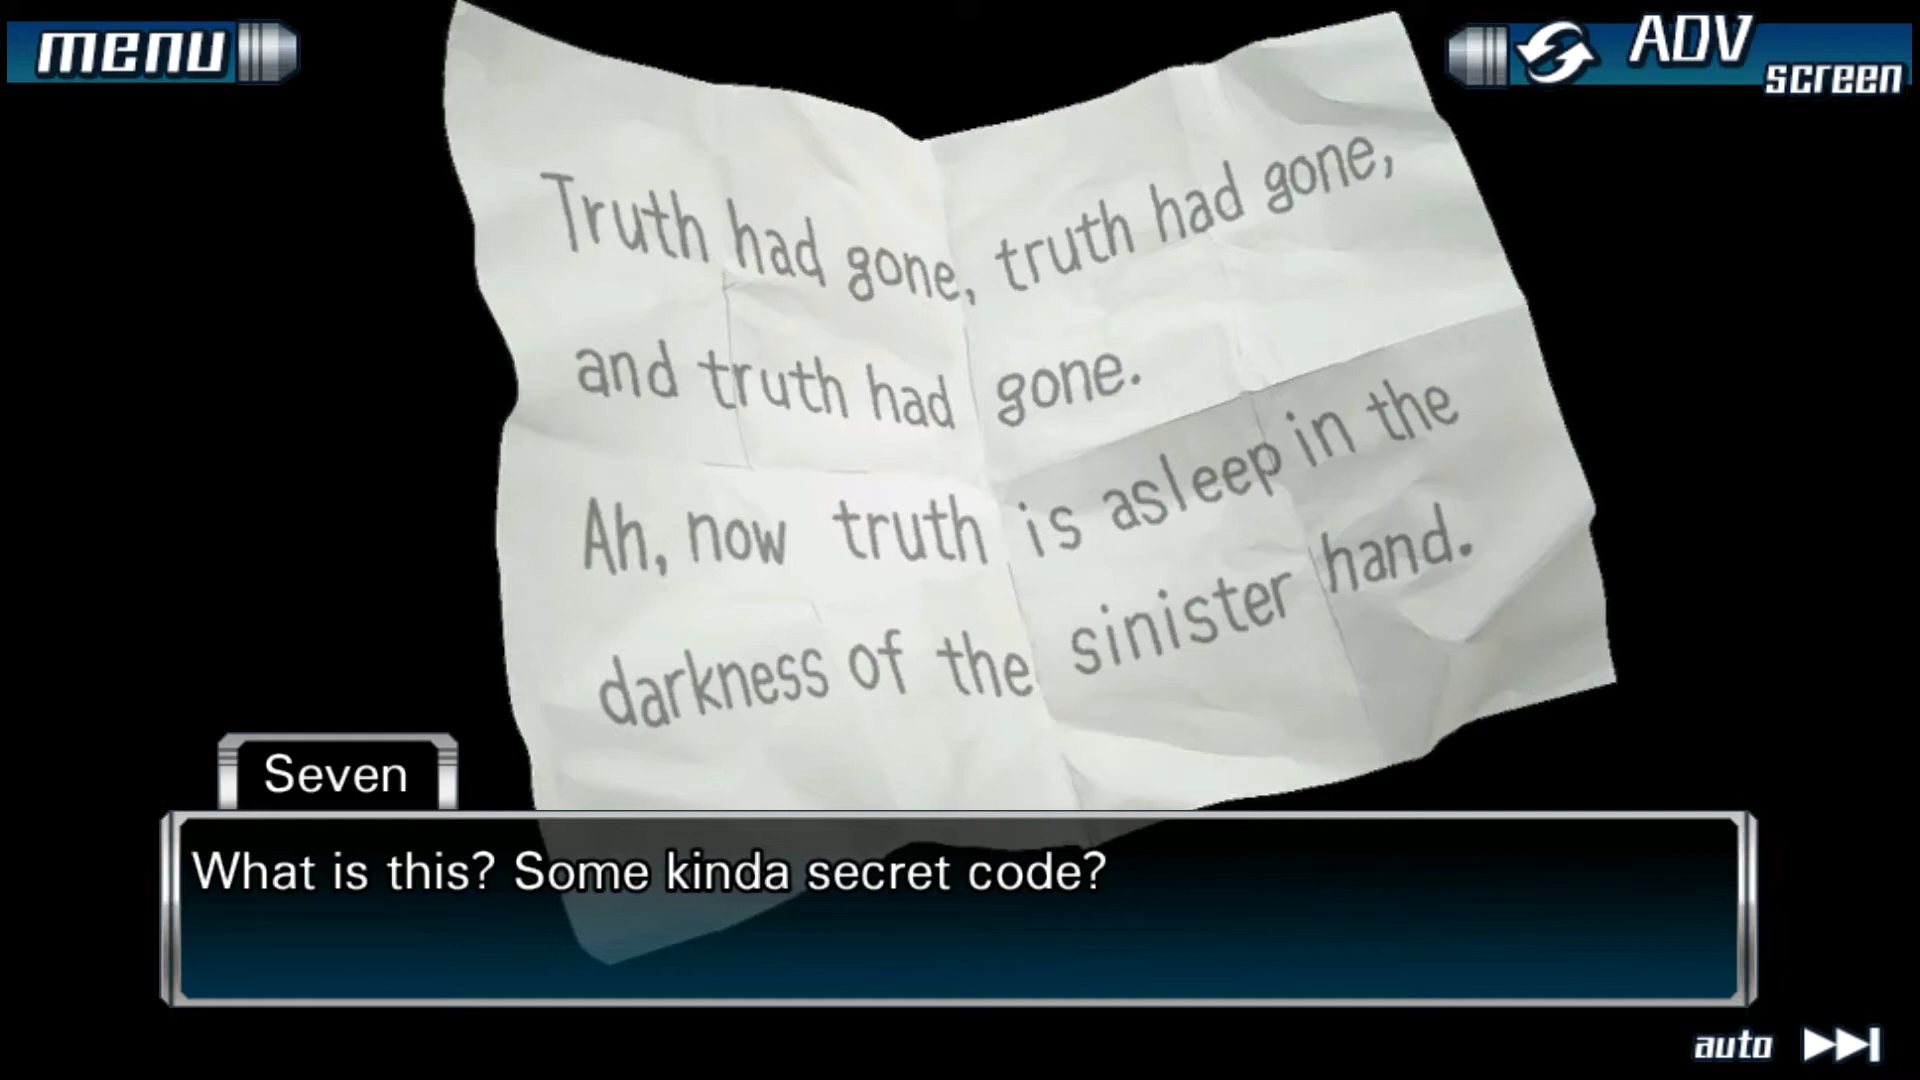 menu
ADV
screen
Truth had gone, truth had gone,
and truth had gone.
Ah, now truth is asleep in the
darkness of the sinister hand.
Seven
What is this? Some kinda secret code?
auto